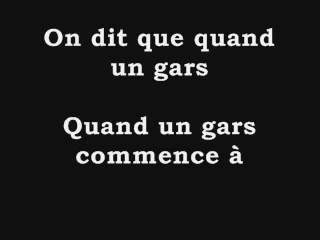 On dit que quand
un gars
Quand un gars
commence à